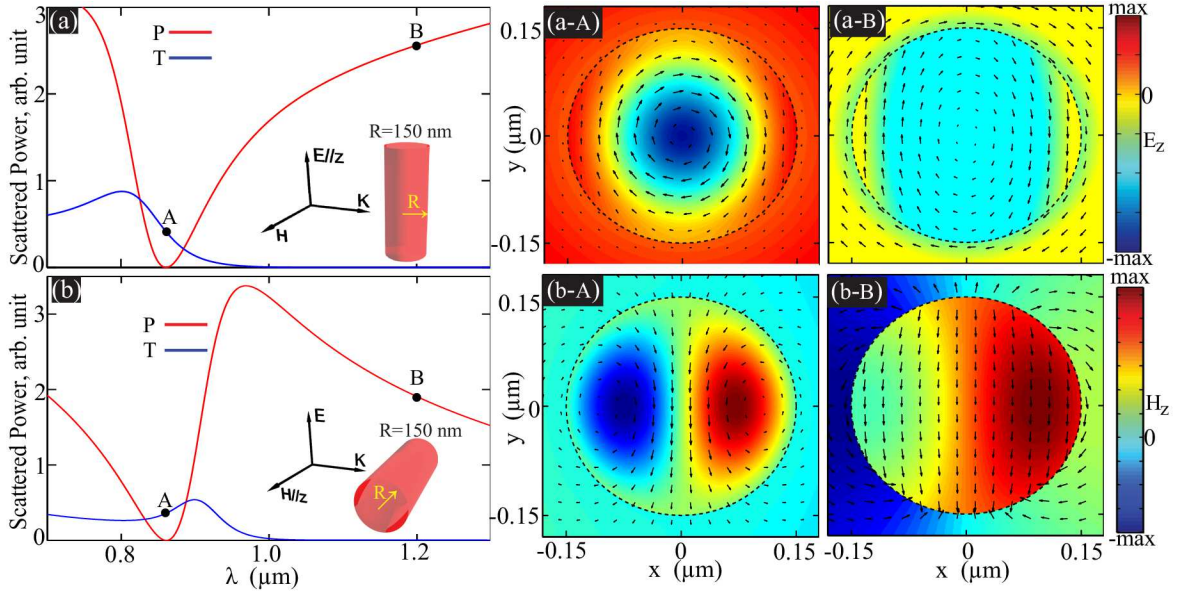 (a)
P
T
3
2
1
0
Scattered Power, arb. unit
A
B
E//z
K
H
R=150 nm
R
(b)
P
T
3
2
1
0
Scattered Power, arb. unit
A
B
E
K
H//z
R=150 nm
R
0.8
1.0
1.2
λ (μm)
(a-A)
0.15
0
-0.15
y (μm)
(a-B)
max
0
Ez
-max
(b-A)
0.15
0
-0.15
y (μm)
-0.15
0
0.15
x (μm)
(b-B)
-0.15
0
0.15
x (μm)
max
Hz
0
-max